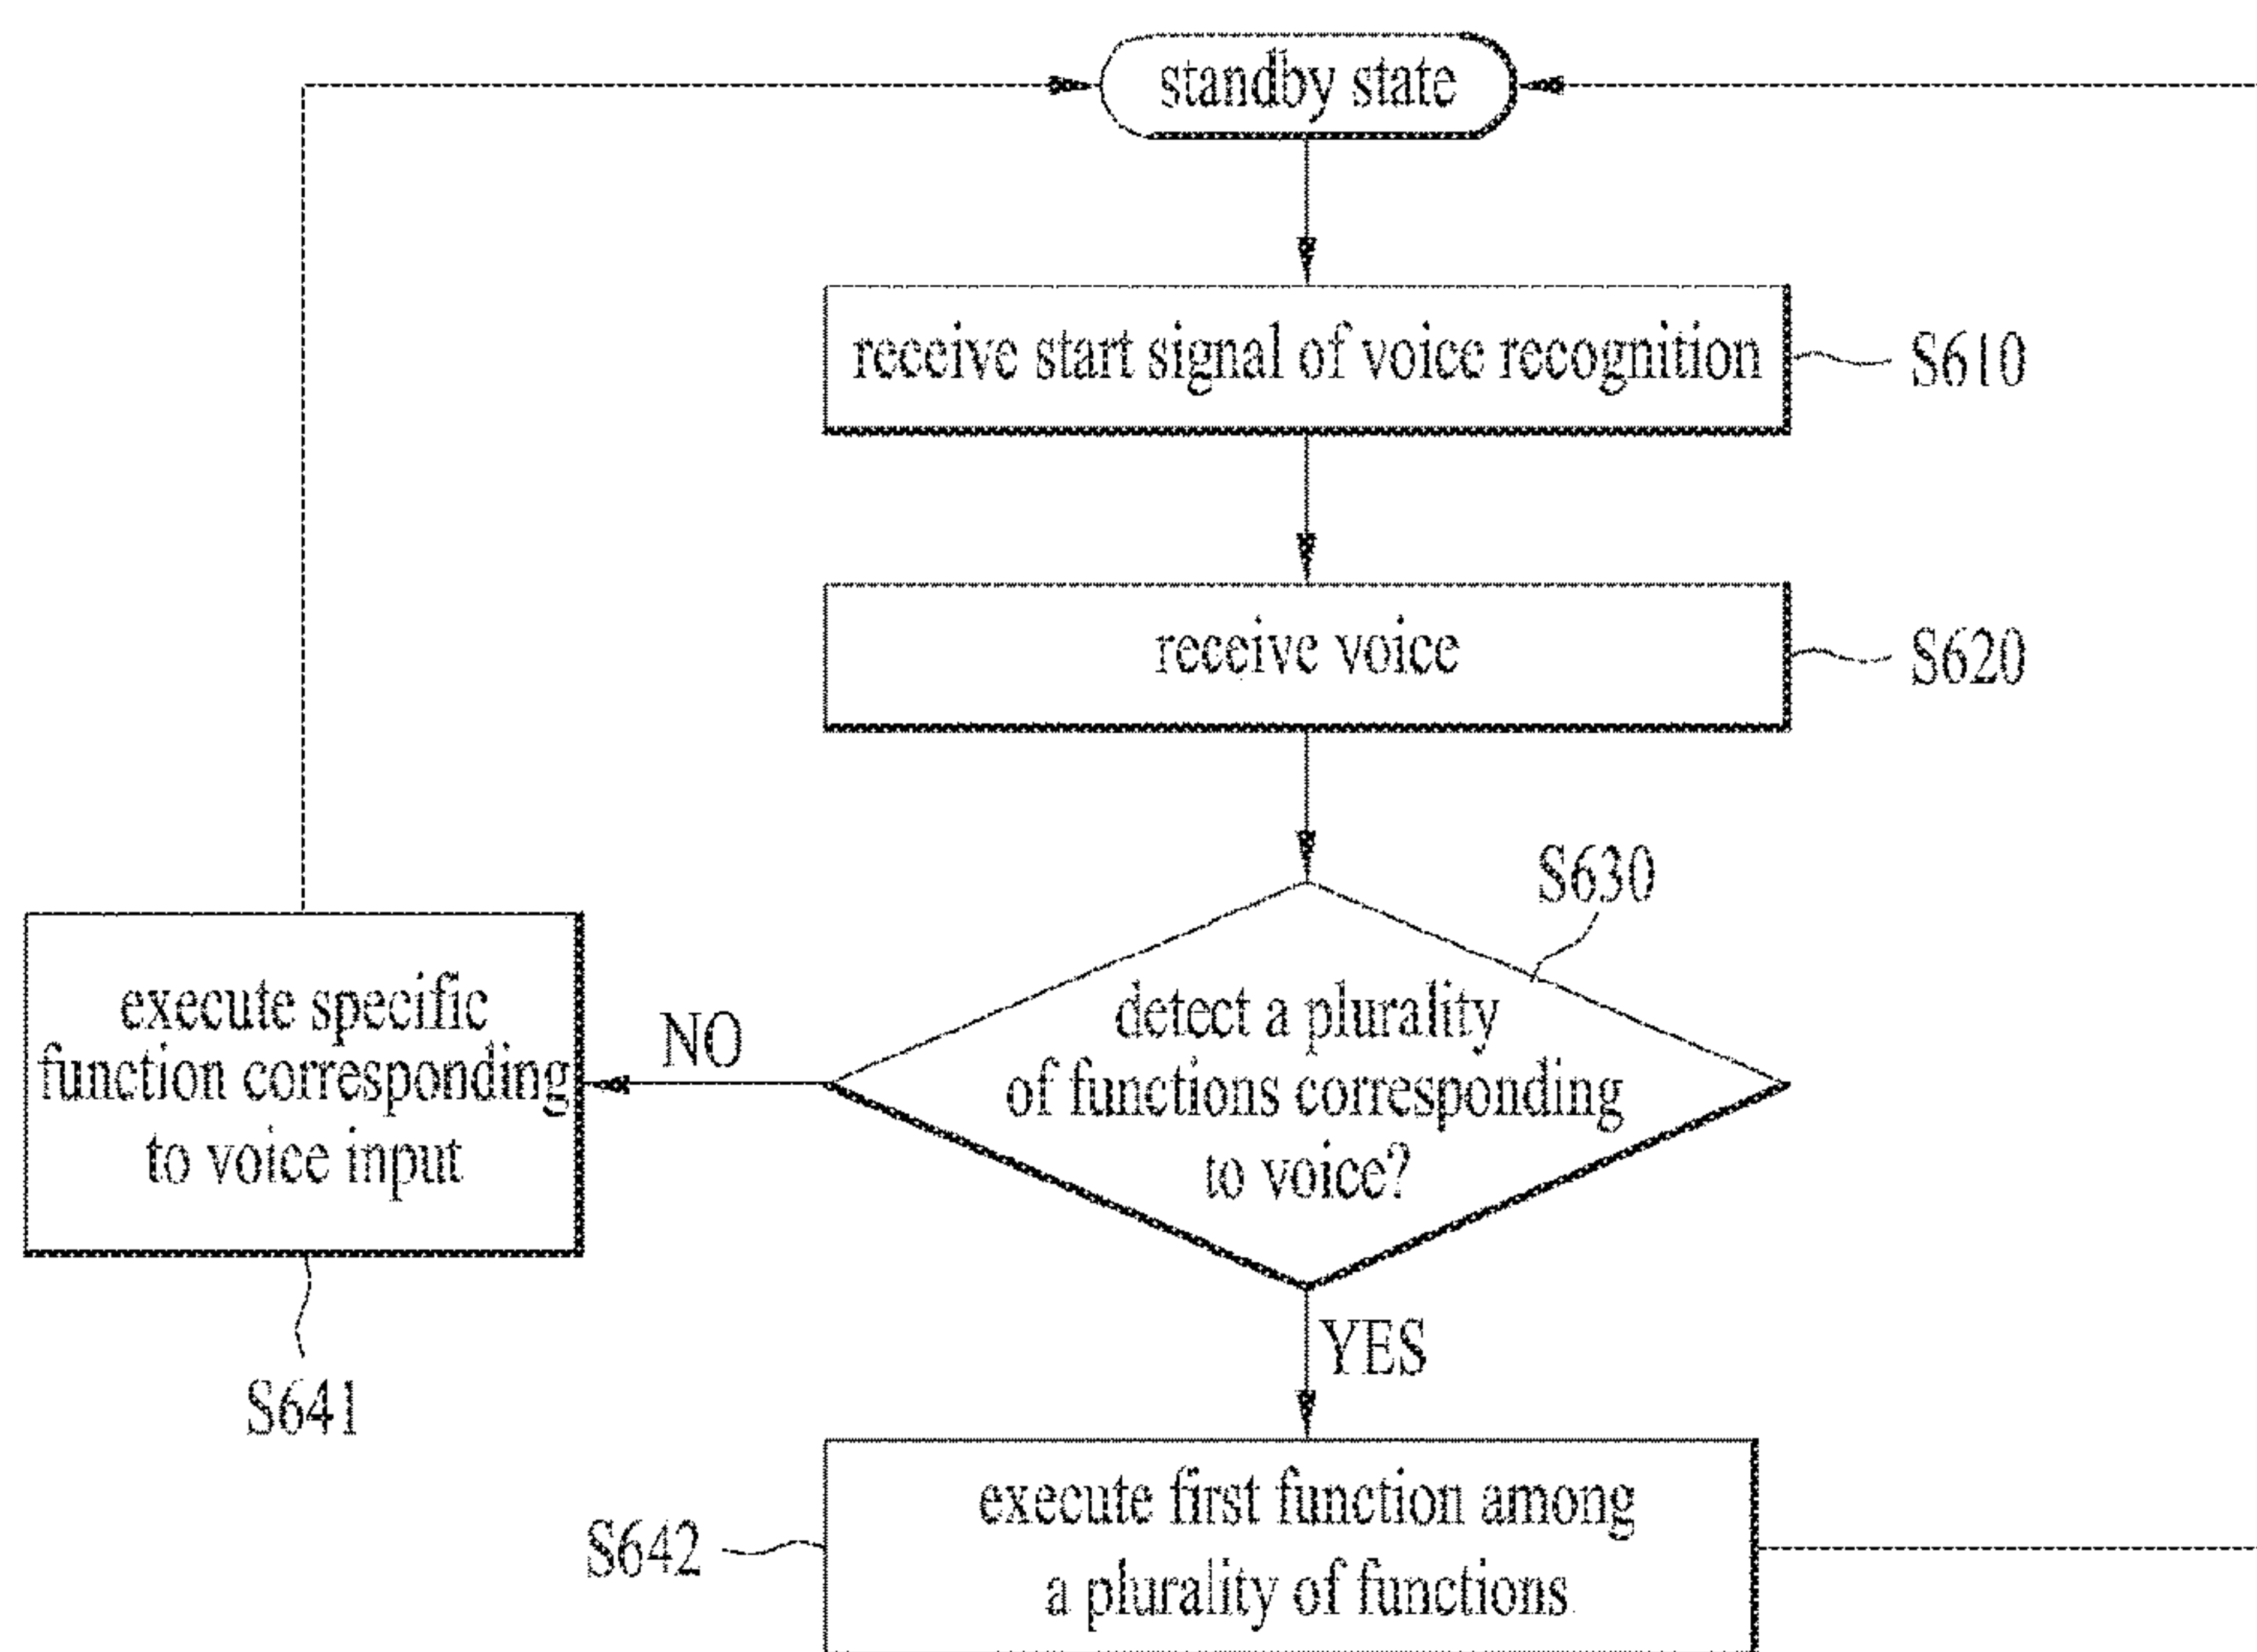 standby state
receive start signal of voice recognition
S610
receive voice
S620
S630
detect a plurality
of functions corresponding
to voice?
NO
execute specific
function corresponding
to voice input
S641
YES
execute first function among
a plurality of functions
S642